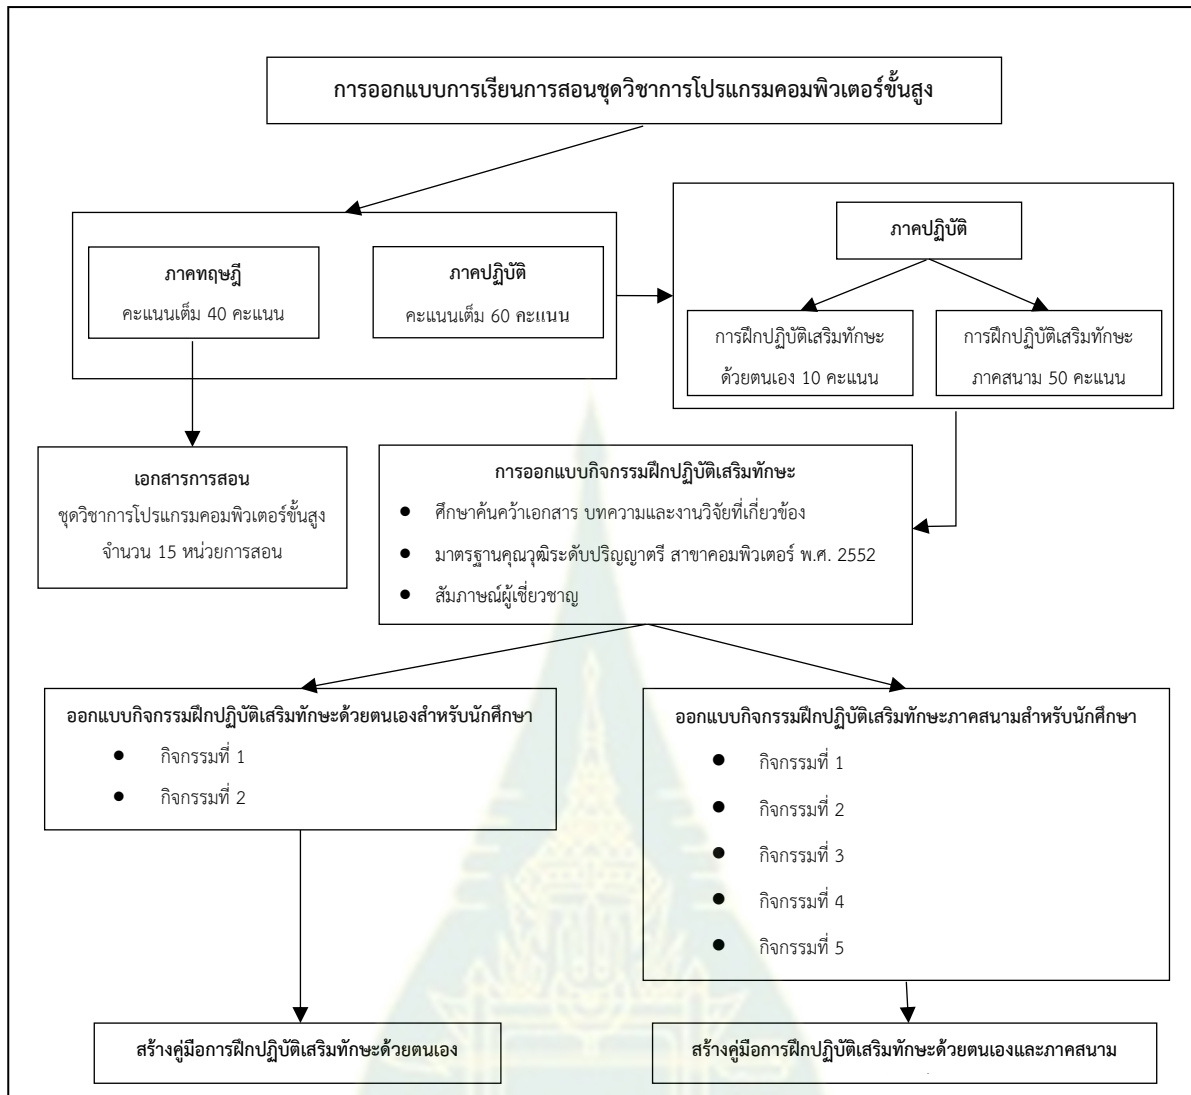 การออกแบบการเรียนการสอนชุดวิชาการโปรแกรมคอมพิวเตอร์ขั้นสูง
ภาคทฤษฎี
คะแนนเต็ม 40 คะแนน
ภาคปฏิบัติ
คะแนนเต็ม 60 คะแนน
ภาคปฏิบัติ
การฝึกปฏิบัติเสริมทักษะ
ด้วยตนเอง 10 คะแนน
การฝึกปฏิบัติเสริมทักษะ
ภาคสนาม 50 คะแนน
เอกสารการสอน
ชุดวิชาการโปรแกรมคอมพิวเตอร์ขั้นสูง
จำนวน 15 หน่วยการสอน
การออกแบบกิจกรรมฝึกปฏิบัติเสริมทักษะ
● ศึกษาค้นคว้าเอกสาร บทความและงานวิจัยที่เกี่ยวข้อง
● มาตรฐานคุณวุฒิระดับปริญญาตรี สาขาคอมพิวเตอร์ พ.ศ. 2552
● สัมภาษณ์ผู้เชี่ยวชาญ
ออกแบบกิจกรรมฝึกปฏิบัติเสริมทักษะด้วยตนเองสำหรับนักศึกษา
● กิจกรรมที่ 1
● กิจกรรมที่ 2
ออกแบบกิจกรรมฝึกปฏิบัติเสริมทักษะภาคสนามสำหรับนักศึกษา
● กิจกรรมที่ 1
● กิจกรรมที่ 2
● กิจกรรมที่ 3
● กิจกรรมที่ 4
● กิจกรรมที่ 5
สร้างคู่มือการฝึกปฏิบัติเสริมทักษะด้วยตนเอง
สร้างคู่มือการฝึกปฏิบัติเสริมทักษะด้วยตนเองและภาคสนาม